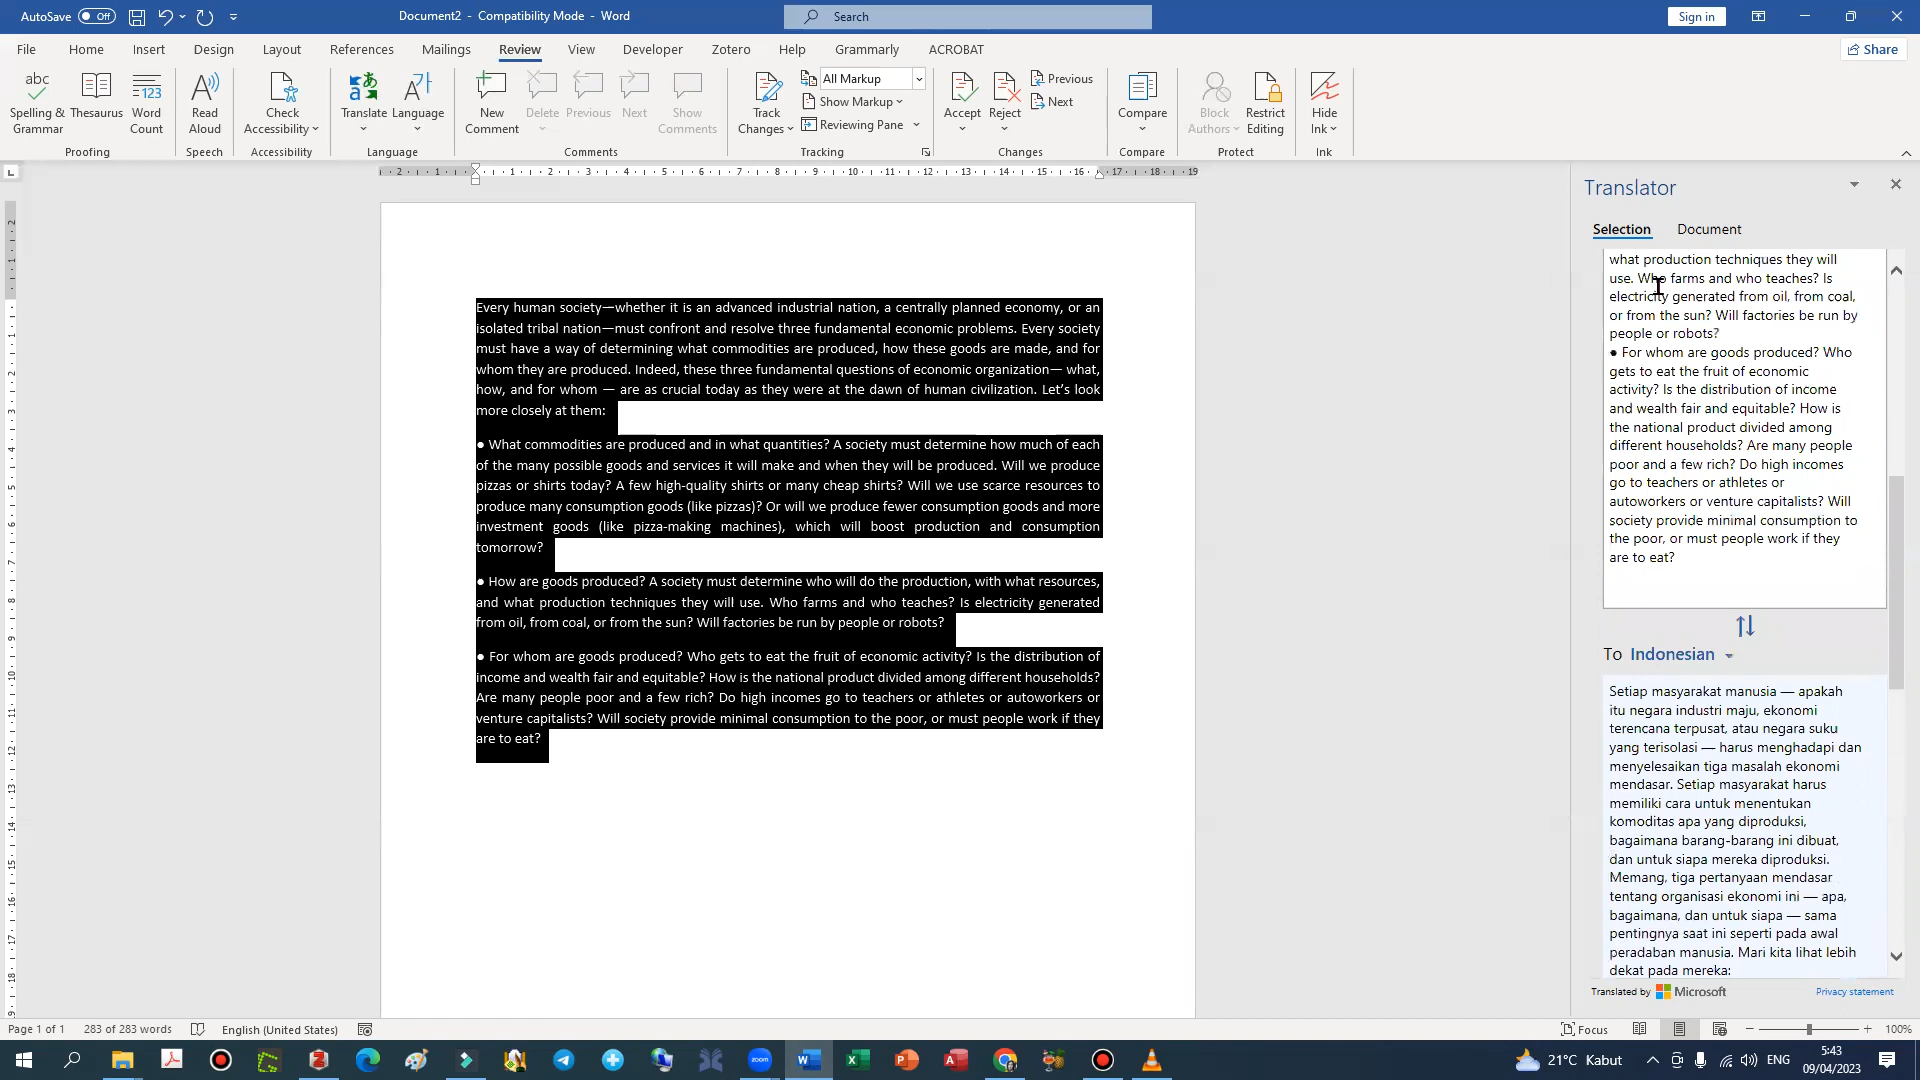 AutoSave Off
Document2 - Compatibility Mode - Word
Search
Sign in
File Home Insert Design Layout References Mailings Review View Developer Zotero Help Grammarly ACROBAT
Share
Spelling & Grammar
Thesaurus
Word Count
Read Aloud
Check Accessibility
Translate
Language
New Comment
Delete
Previous
Next
Show Comments
Track Changes
All Markup
Show Markup
Reviewing Pane
Accept
Reject
Previous
Next
Compare
Block Authors
Restrict Editing
Hide Ink
Proofing Speech Accessibility Language Comments Tracking Changes Compare Protect Ink
Every human society—whether it is an advanced industrial nation, a centrally planned economy, or an
isolated tribal nation—must confront and resolve three fundamental economic problems. Every society
must have a way of determining what commodities are produced, how these goods are made, and for
whom they are produced. Indeed, these three fundamental questions of economic organization— what,
how, and for whom — are as crucial today as they were at the dawn of human civilization. Let’s look
more closely at them:
● What commodities are produced and in what quantities? A society must determine how much of each
of the many possible goods and services it will make and when they will be produced. Will we produce
pizzas or shirts today? A few high-quality shirts or many cheap shirts? Will we use scarce resources to
produce many consumption goods (like pizzas)? Or will we produce fewer consumption goods and more
investment goods (like pizza-making machines), which will boost production and consumption
tomorrow?
● How are goods produced? A society must determine who will do the production, with what resources,
and what production techniques they will use. Who farms and who teaches? Is electricity generated
from oil, from coal, or from the sun? Will factories be run by people or robots?
● For whom are goods produced? Who gets to eat the fruit of economic activity? Is the distribution of
income and wealth fair and equitable? How is the national product divided among different households?
Are many people poor and a few rich? Do high incomes go to teachers or athletes or autoworkers or
venture capitalists? Will society provide minimal consumption to the poor, or must people work if they
are to eat?
Translator
Selection Document
what production techniques they will
use. Who farms and who teaches? Is
electricity generated from oil, from coal,
or from the sun? Will factories be run by
people or robots?
● For whom are goods produced? Who
gets to eat the fruit of economic
activity? Is the distribution of income
and wealth fair and equitable? How is
the national product divided among
different households? Are many people
poor and a few rich? Do high incomes
go to teachers or athletes or
autoworkers or venture capitalists? Will
society provide minimal consumption to
the poor, or must people work if they
are to eat?
To Indonesian
Setiap masyarakat manusia — apakah
itu negara industri maju, ekonomi
terencana terpusat, atau negara suku
yang terisolasi — harus menghadapi dan
menyelesaikan tiga masalah ekonomi
mendasar. Setiap masyarakat harus
memiliki cara untuk menentukan
komoditas apa yang diproduksi,
bagaimana barang-barang ini dibuat,
dan untuk siapa mereka diproduksi.
Memang, tiga pertanyaan mendasar
tentang organisasi ekonomi ini — apa,
bagaimana, dan untuk siapa — sama
pentingnya saat ini seperti pada awal
peradaban manusia. Mari kita lihat lebih
dekat pada mereka:
Translated by Microsoft
Privacy statement
Page 1 of 1 283 of 283 words English (United States)
Focus
100%
21°C Kabut
ENG
5:43
09/04/2023